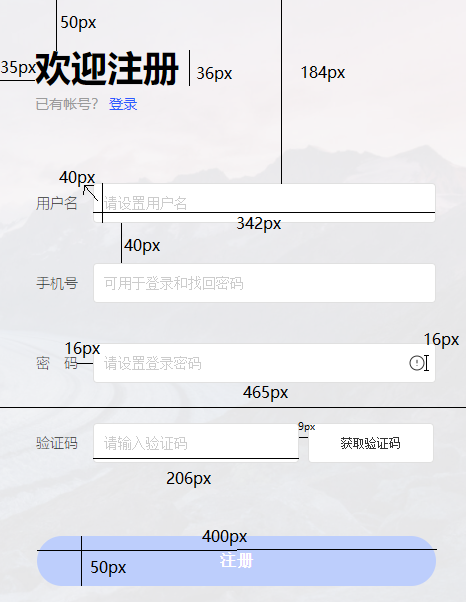 50px
35px
欢迎注册
36px
184px
已有帐号? 登录
40px
用户名
请设置用户名
342px
40px
手机号
可用于登录和找回密码
16px
16px
密 码
请设置登录密码
465px
验证码
请输入验证码
9px
获取验证码
206px
400px
注册
50px